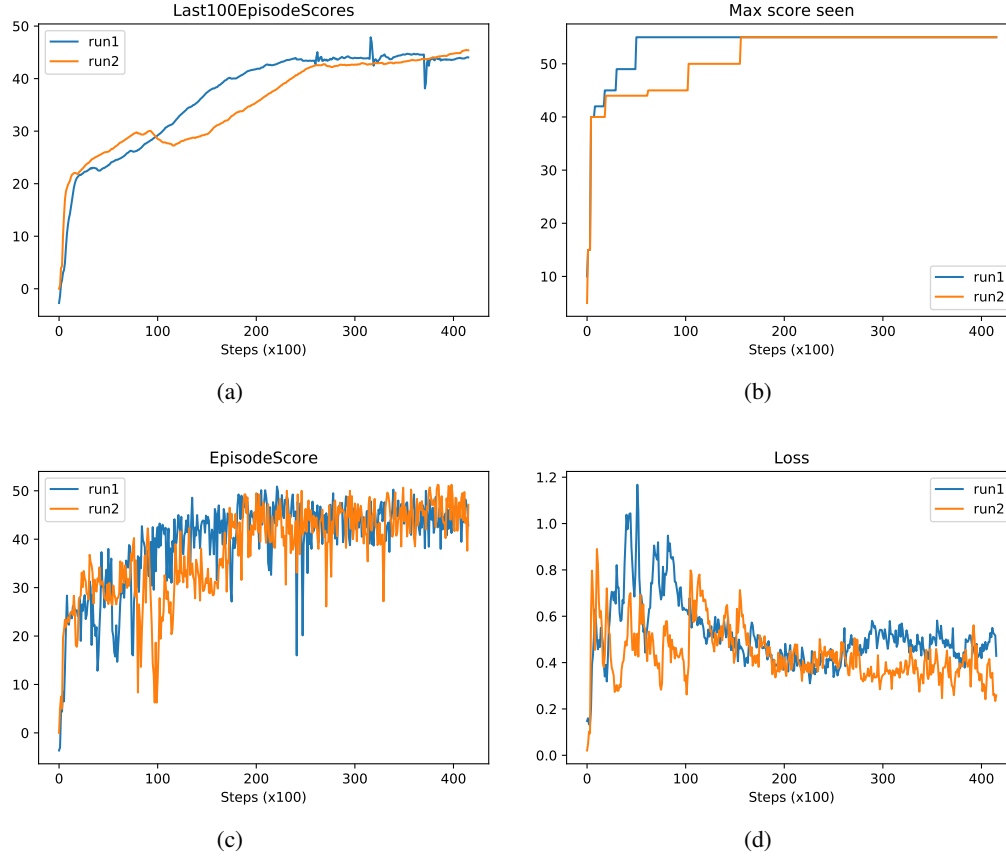 Last100EpisodeScores
50
40
30
20
10
0
run1
run2
0
100
200
300
400
Steps (x100)
(a)
Max score seen
50
40
30
20
10
run1
run2
0
100
200
300
400
Steps (x100)
(b)
EpisodeScore
50
40
30
20
10
0
run1
run2
0
100
200
300
400
Steps (x100)
(c)
Loss
1.2
1.0
0.8
0.6
0.4
0.2
0.0
run1
run2
0
100
200
300
400
Steps (x100)
(d)